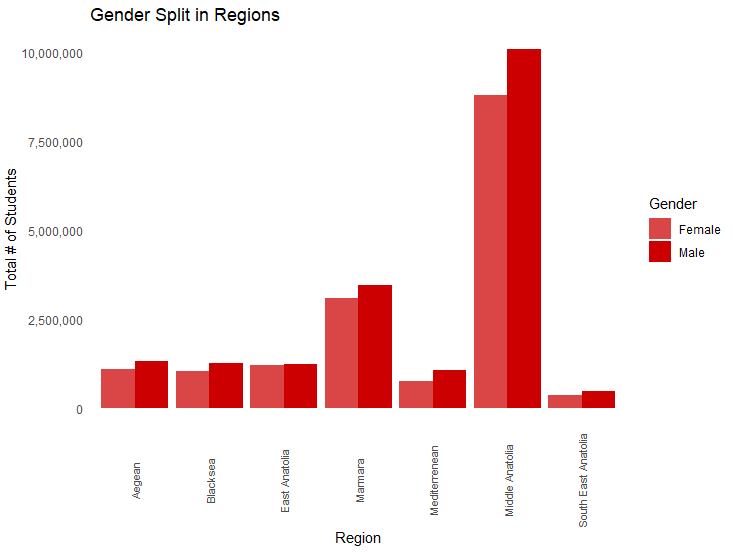 Gender Split in Regions
Total # of Students
10,000,000
7,500,000
5,000,000
2,500,000
0
Aegean
Blacksea
East Anatolia
Marmara
Mediterrenean
Middle Anatolia
South East Anatolia
Region
Gender
Female
Male